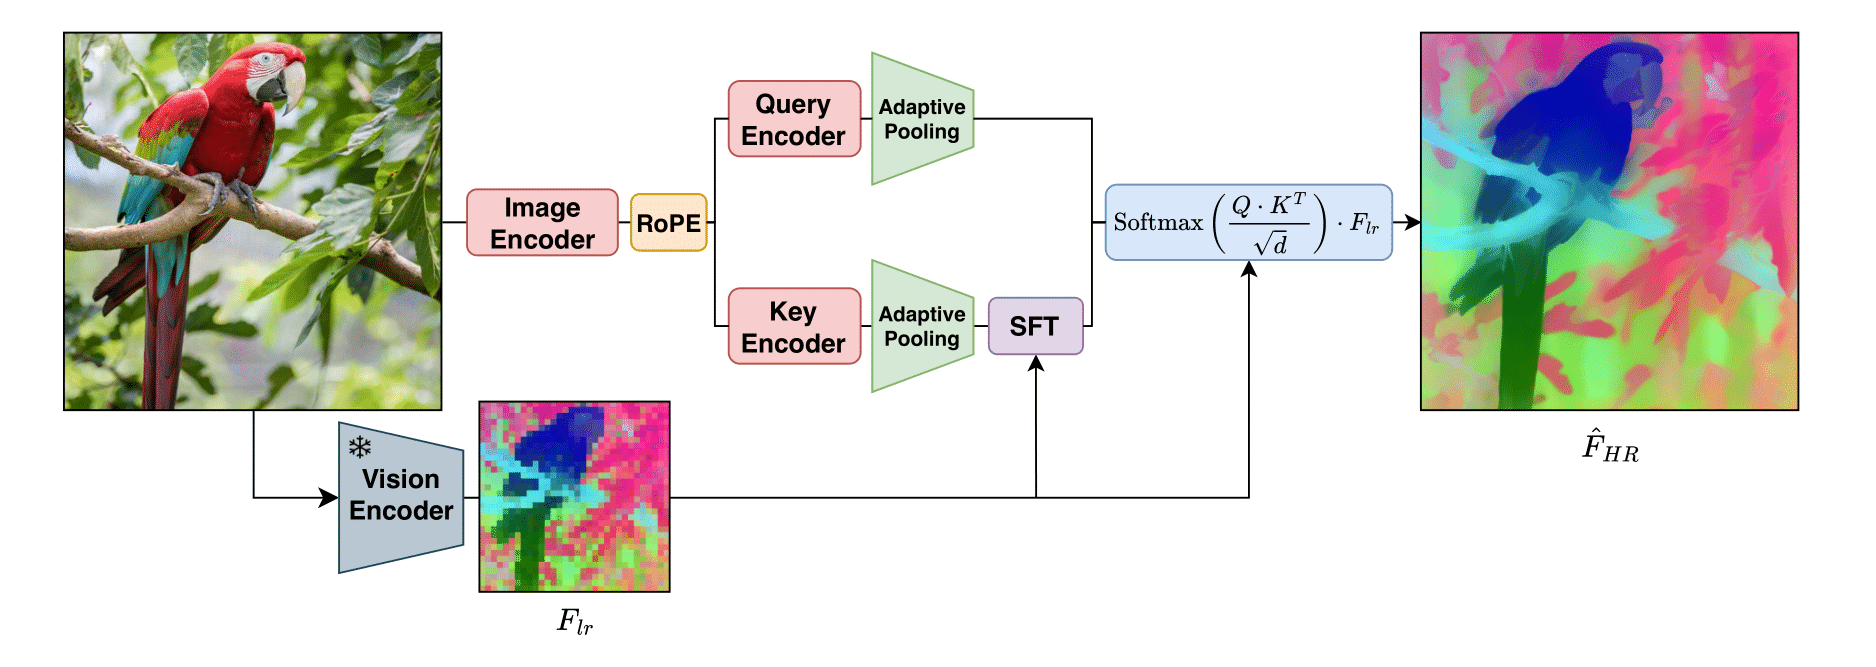 Image
Encoder
RoPE
Query
Encoder
Adaptive
Pooling
Key
Encoder
Adaptive
Pooling
SFT
Softmax \left( \frac{Q \cdot K^T}{\sqrt{d}} \right) \cdot F_{lr}
\hat{F}_{HR}
Vision
Encoder
F_{lr}